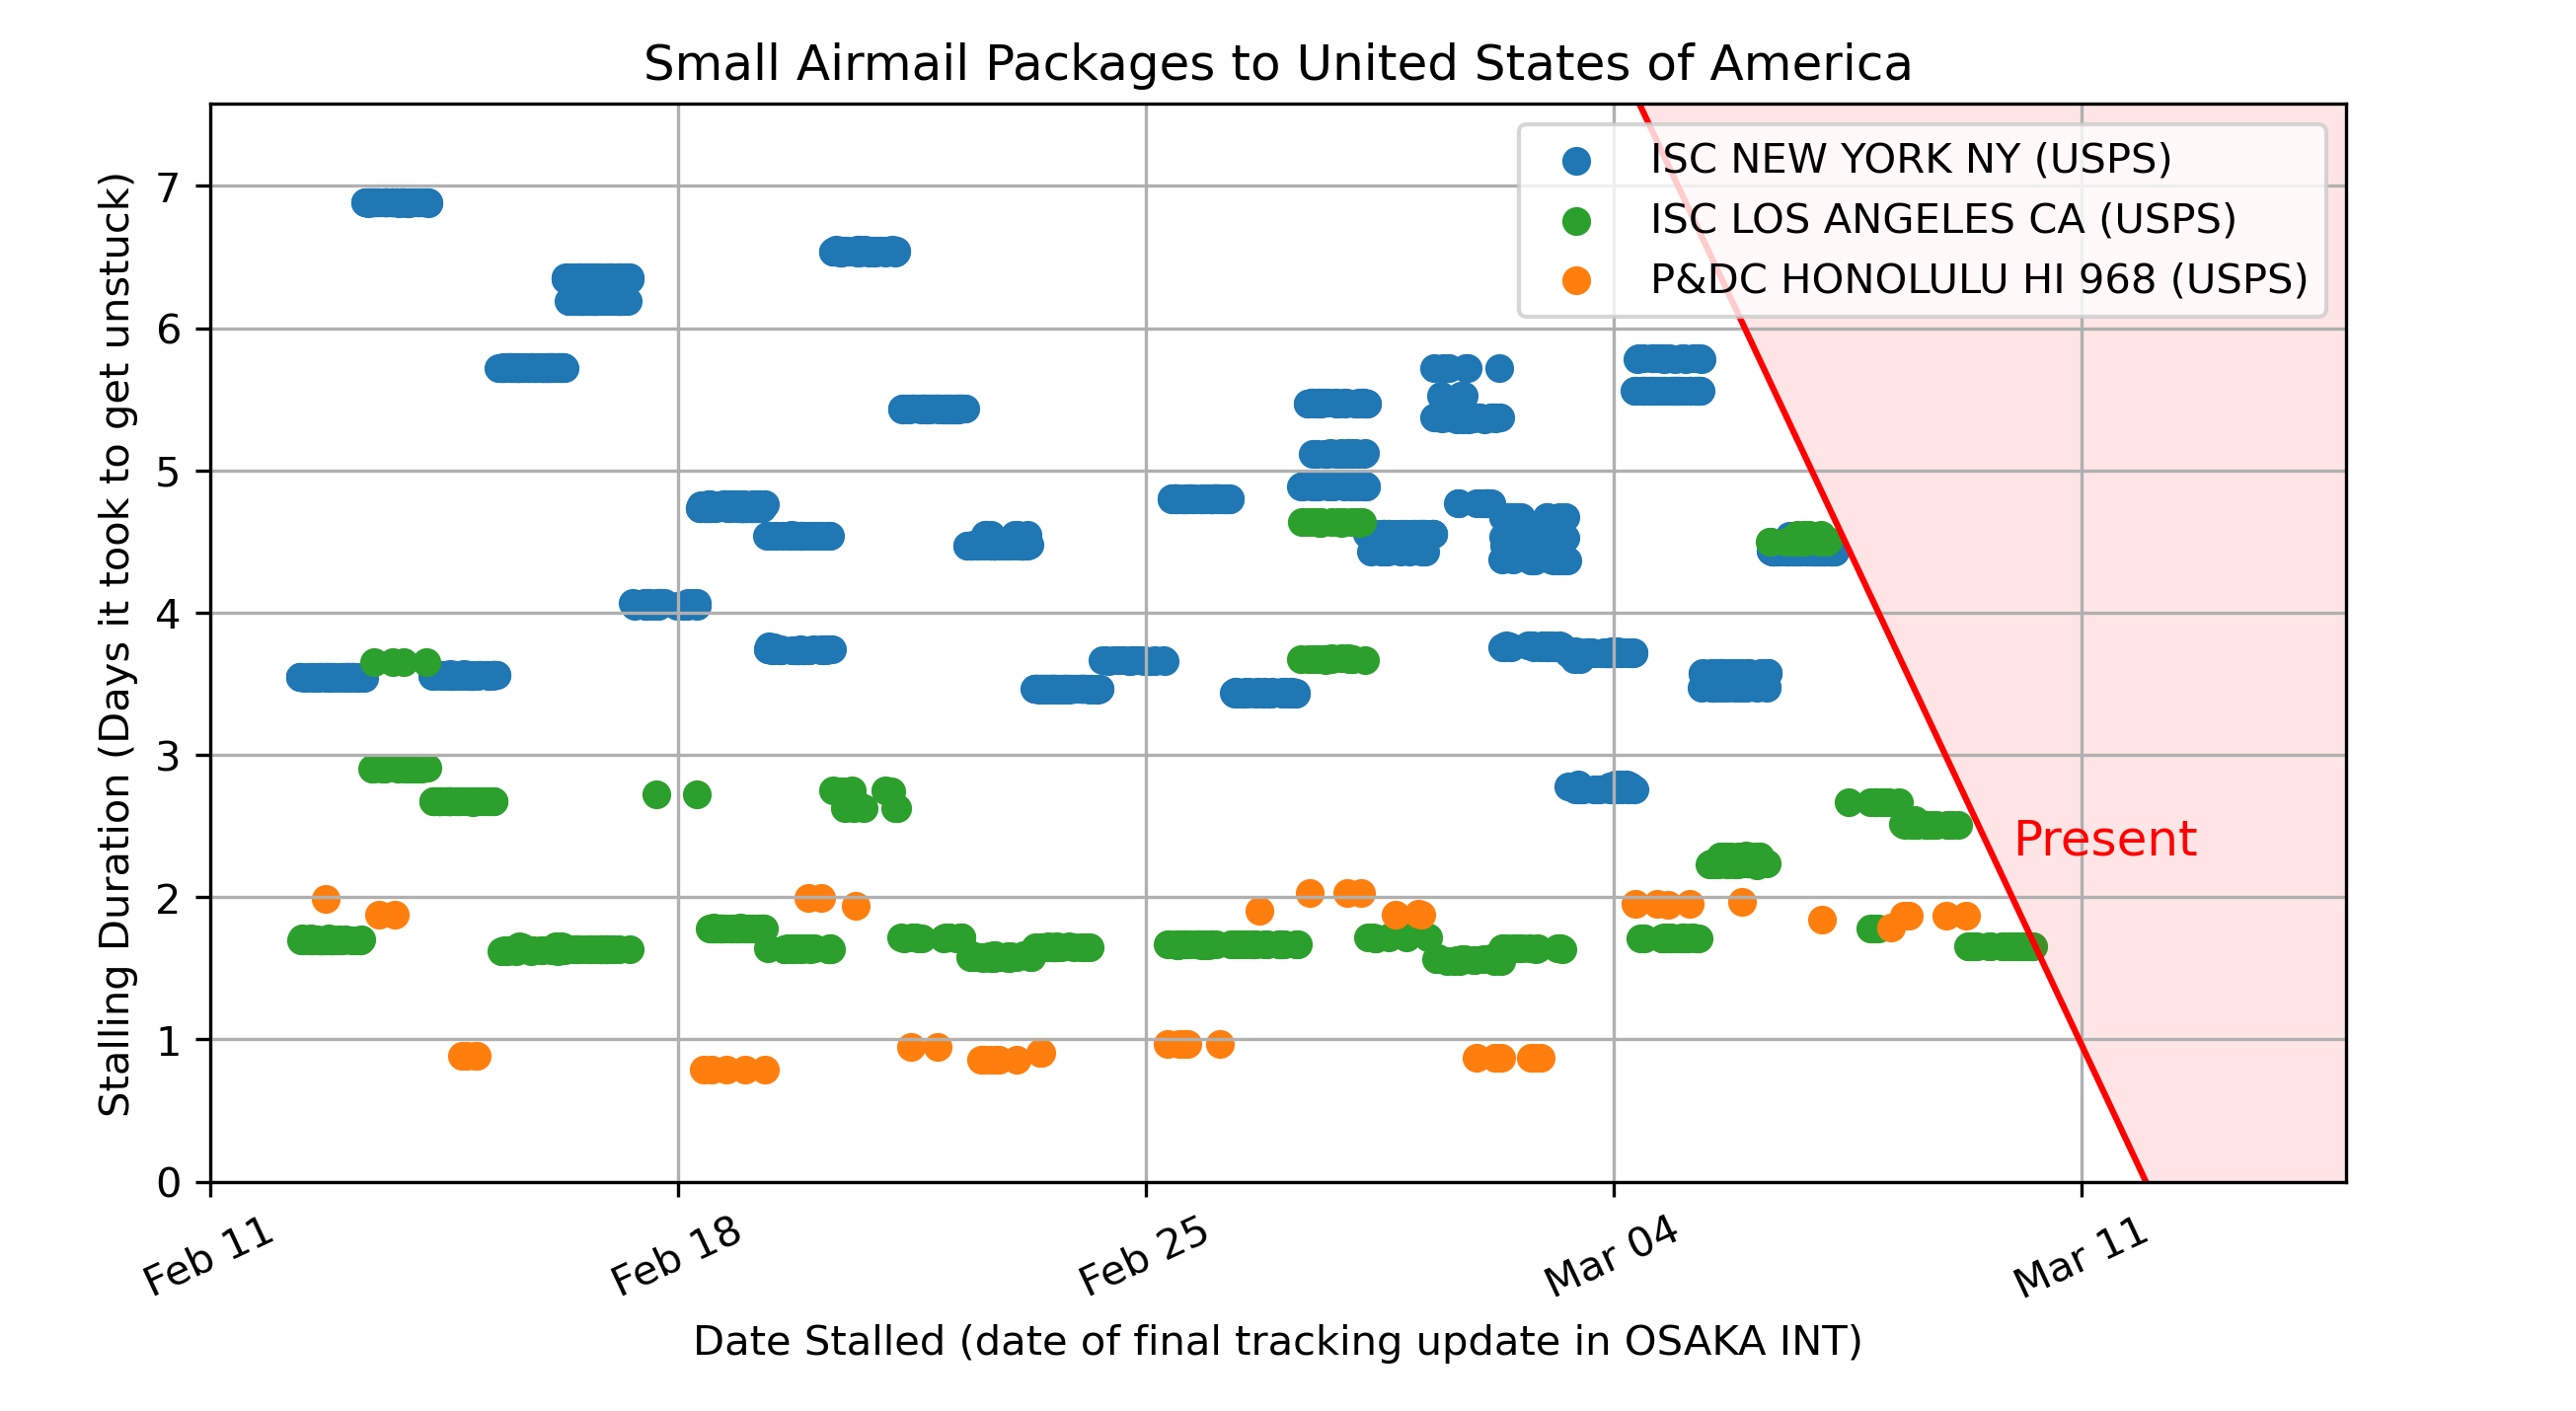 Small Airmail Packages to United States of America
ISC NEW YORK NY (USPS)
ISC LOS ANGELES CA (USPS)
P&DC HONOLULU HI 968 (USPS)
Stalling Duration (Days it took to get unstuck)
7
6
5
4
3
2
1
0
Present
Feb 11
Feb 18
Feb 25
Mar 04
Mar 11
Date Stalled (date of final tracking update in OSAKA INT)